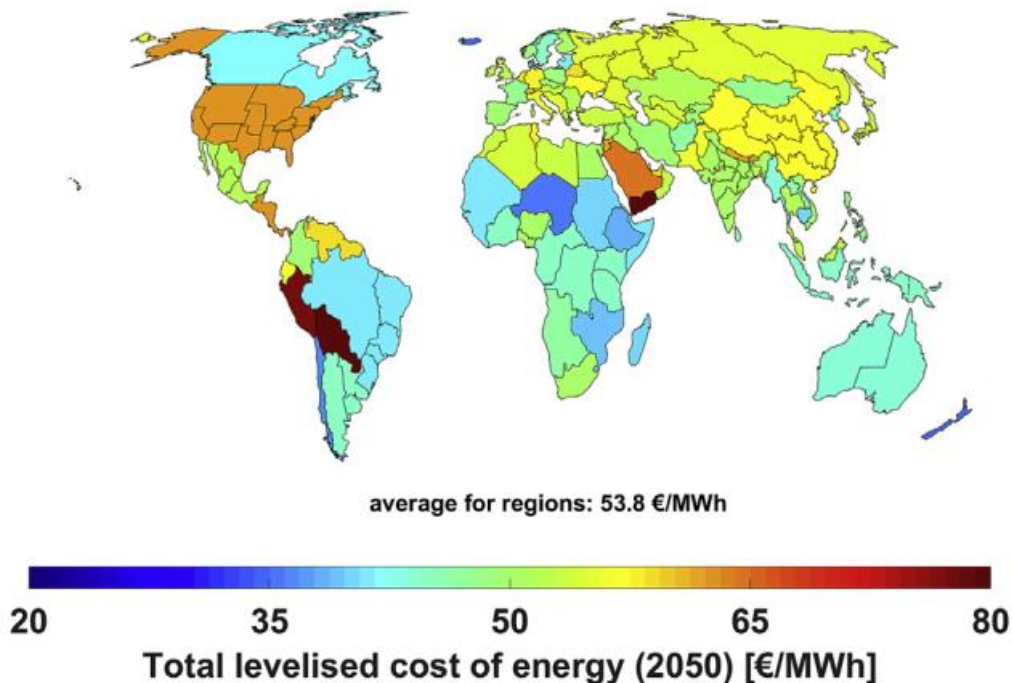 average for regions: 53.8 €/MWh
20 35 50 65 80
Total levelised cost of energy (2050) [€/MWh]